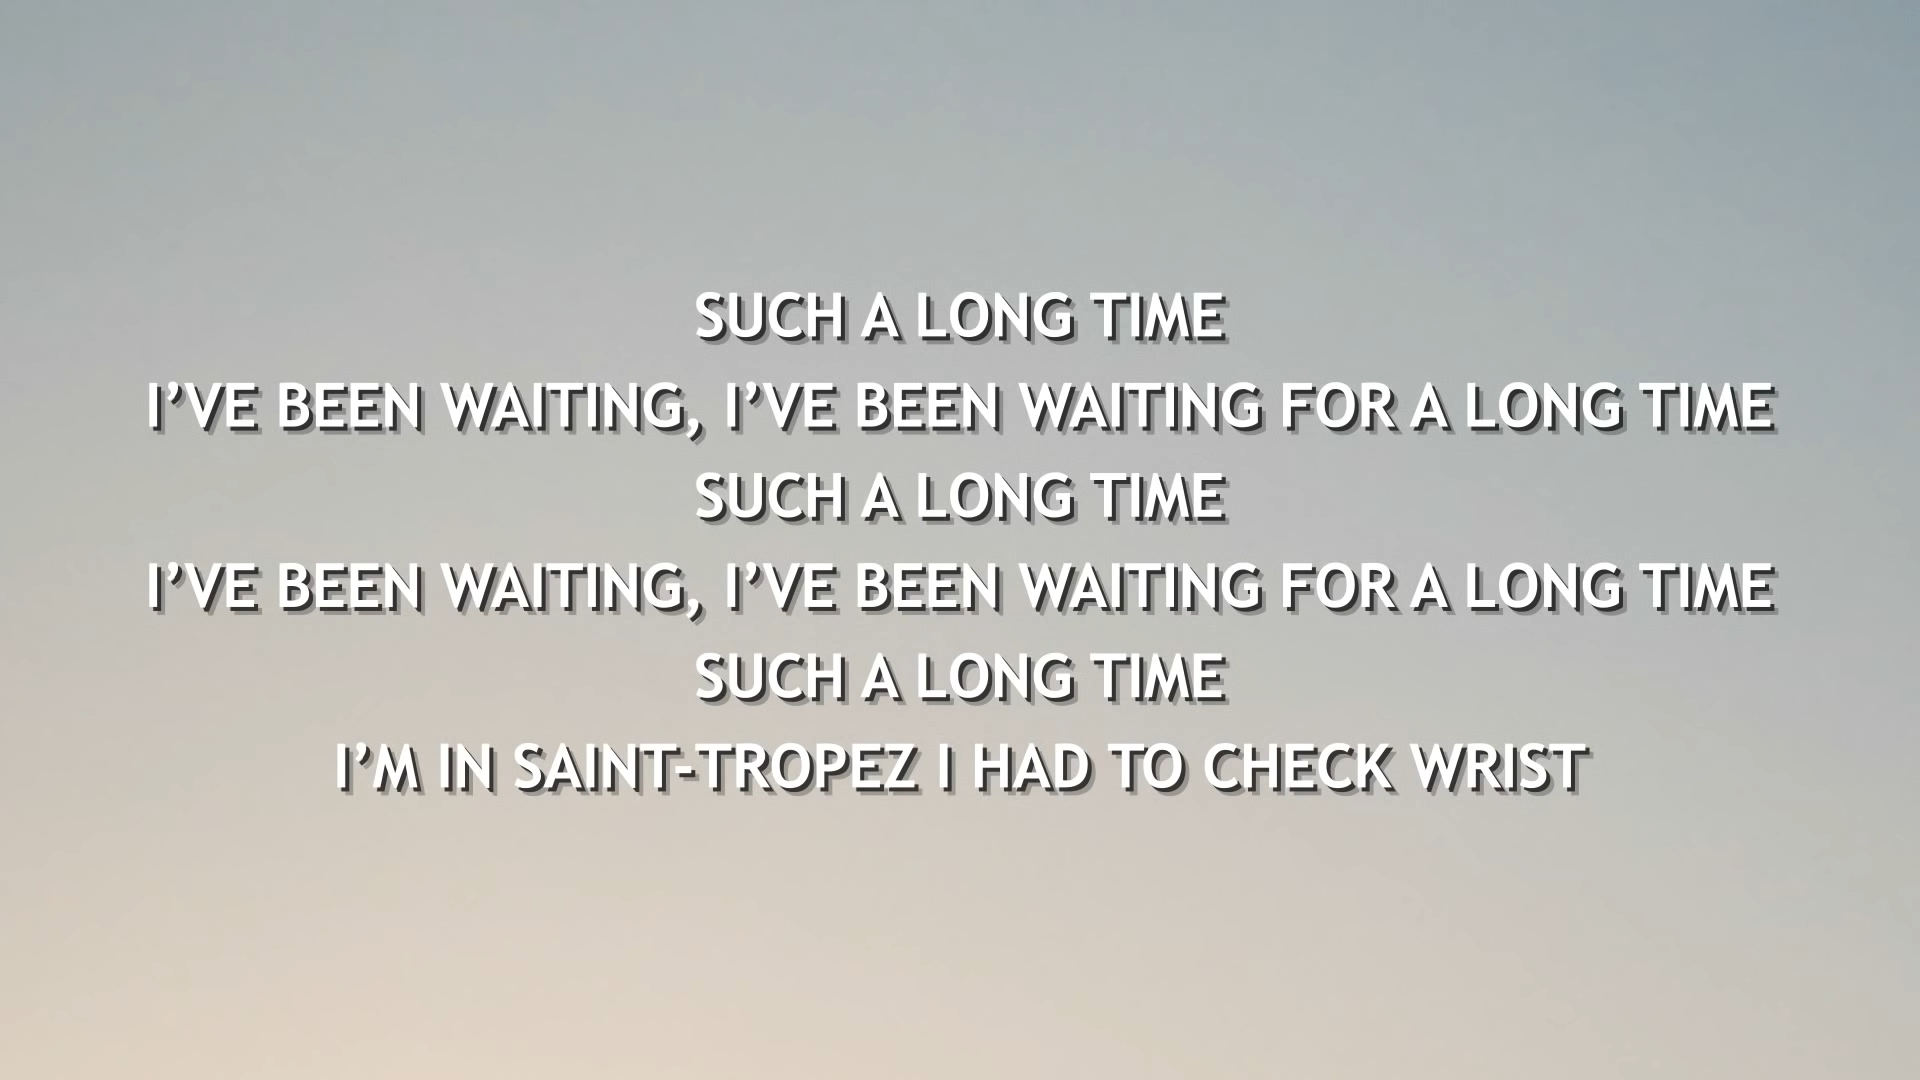 SUCH A LONG TIME
I’VE BEEN WAITING, I’VE BEEN WAITING FOR A LONG TIME
SUCH A LONG TIME
I’VE BEEN WAITING, I’VE BEEN WAITING FOR A LONG TIME
SUCH A LONG TIME
I’M IN SAINT-TROPEZ I HAD TO CHECK WRIST